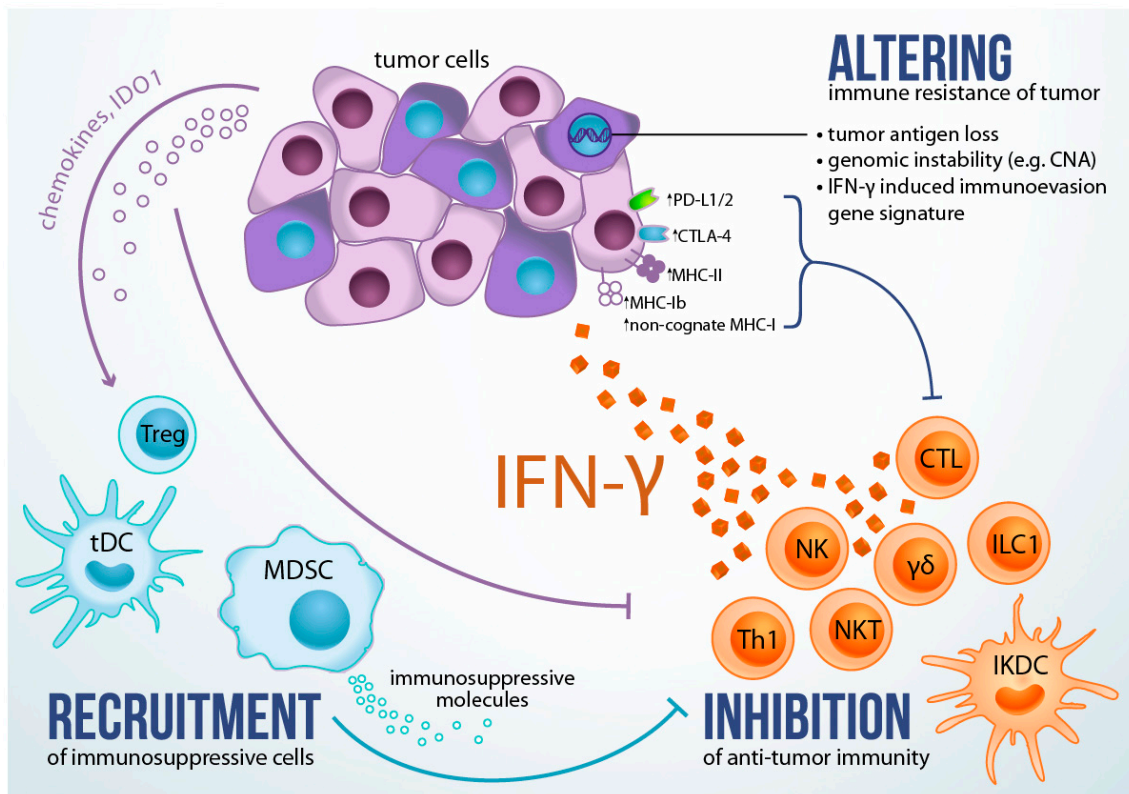 tumor cells
chemokines, IDO1
ALTERING
immune resistance of tumor
• tumor antigen loss
• genomic instability (e.g. CNA)
• IFN-γ induced immunoevasion
gene signature
↑PD-L1/2
↑CTLA-4
↑MHC-II
↑MHC-Ib
↑non-cognate MHC-I
IFN-γ
Treg
tDC
MDSC
CTL
NK
γδ
ILC1
Th1
NKT
IKDC
immunosuppressive
molecules
RECRUITMENT
of immunosuppressive cells
INHIBITION
of anti-tumor immunity